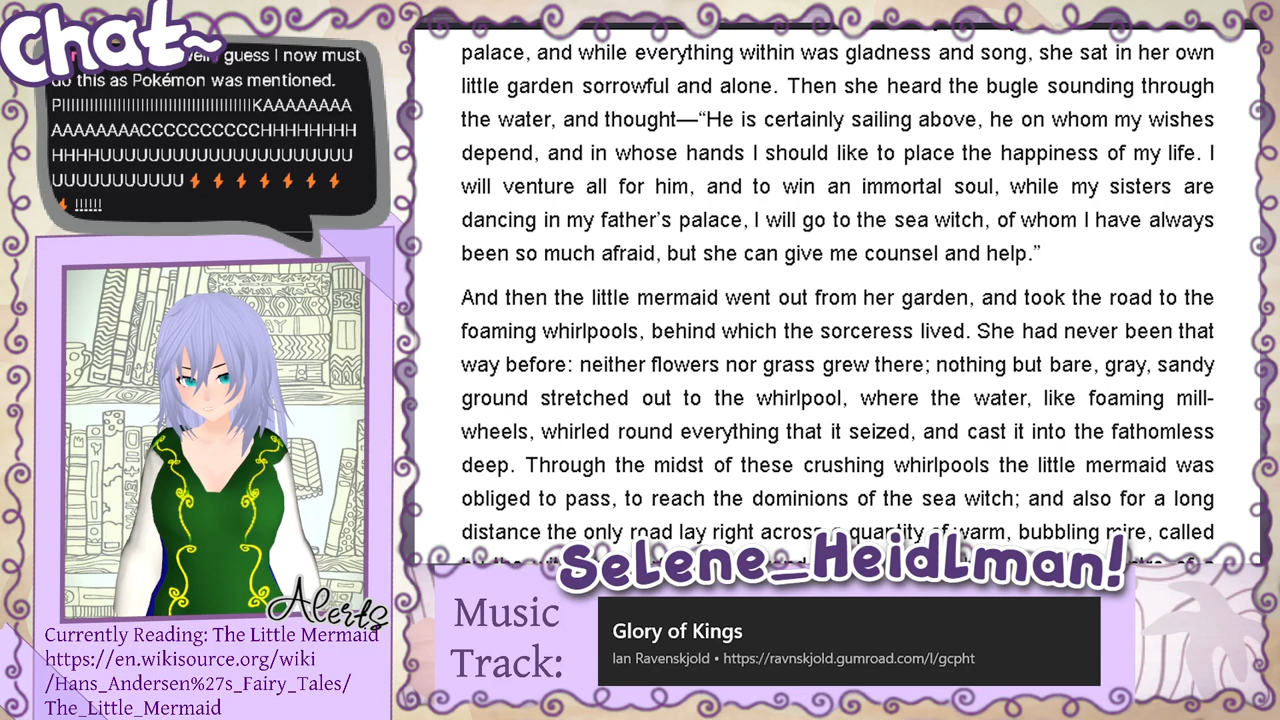 Chat~
guess I now must
do this as Pokémon was mentioned.
PIIIIIIIIIIIIIIIIIIIIIIIIIIIIIIIIIIIIIIIKAAAAAAAA
AAAAAAAACCCCCCCCCCHHHHHHHH
HHHHUUUUUUUUUUUUUUUUUUUUU
UUUUUUUUUUU⚡⚡⚡⚡⚡⚡⚡
⚡!!!!!!
palace, and while everything within was gladness and song, she sat in her own
little garden sorrowful and alone. Then she heard the bugle sounding through
the water, and thought—“He is certainly sailing above, he on whom my wishes
depend, and in whose hands I should like to place the happiness of my life. I
will venture all for him, and to win an immortal soul, while my sisters are
dancing in my father’s palace, I will go to the sea witch, of whom I have always
been so much afraid, but she can give me counsel and help.”
And then the little mermaid went out from her garden, and took the road to the
foaming whirlpools, behind which the sorceress lived. She had never been that
way before: neither flowers nor grass grew there; nothing but bare, gray, sandy
ground stretched out to the whirlpool, where the water, like foaming mill-
wheels, whirled round everything that it seized, and cast it into the fathomless
deep. Through the midst of these crushing whirlpools the little mermaid was
obliged to pass, to reach the dominions of the sea witch; and also for a long
distance the only road lay right across a quantity of warm, bubbling mire, called
Selene_Heidlman!
Alerts
Currently Reading: The Little Mermaid
https://en.wikisource.org/wiki
/Hans_Andersen%27s_Fairy_Tales/
The_Little_Mermaid
Music
Track:
Glory of Kings
Ian Ravenskjold • https://ravnskjold.gumroad.com/l/gcpht